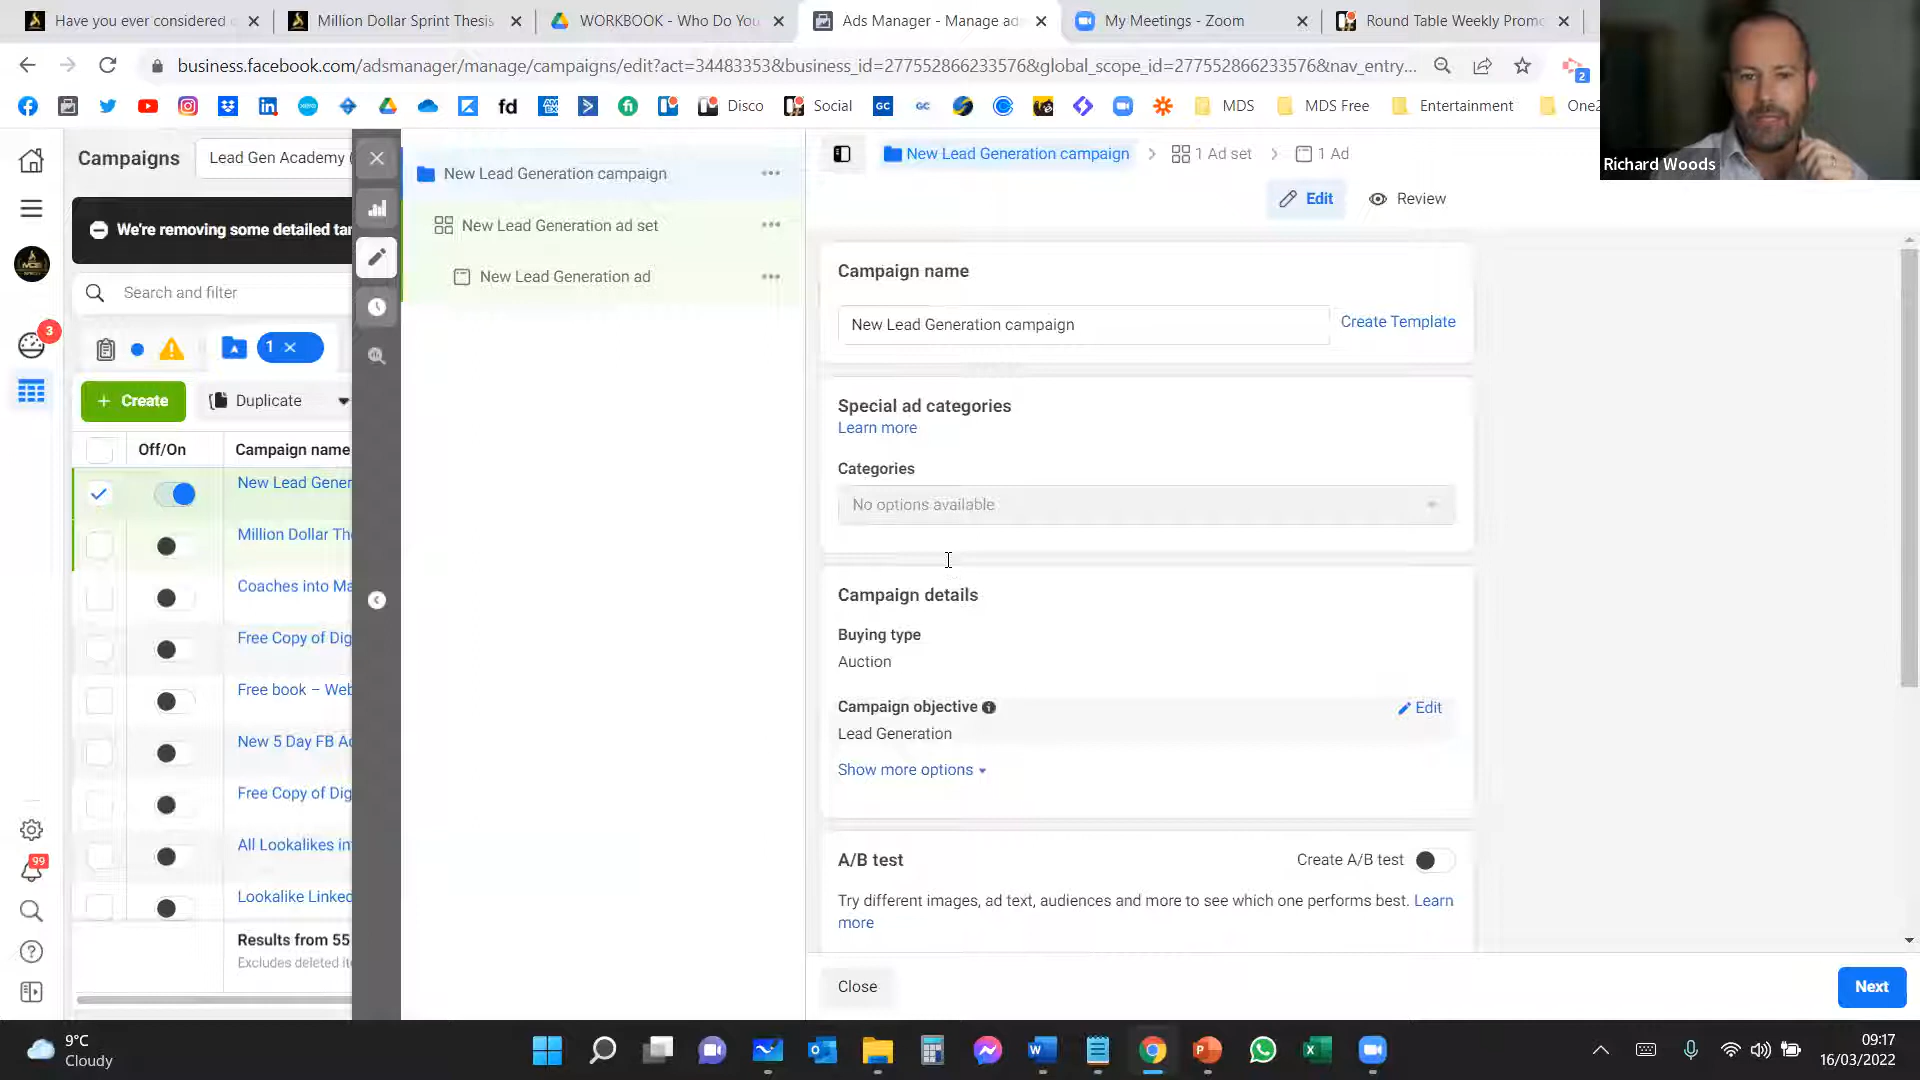 Have you ever considered
Million Dollar Sprint Thesis
WORKBOOK - Who Do You
Ads Manager - Manage ad
My Meetings - Zoom
Round Table Weekly Promo
business.facebook.com/adsmanager/manage/campaigns/edit?act=34483353&business_id=277552866233576&global_scope_id=277552866233576&nav_entry...
2
fd
Disco
Social
GC
GC
MDS
MDS Free
Entertainment
One2
Richard Woods
Campaigns
Lead Gen Academy (
We're removing some detailed tar
Search and filter
3
1
Create
Duplicate
Off/On
Campaign name
New Lead Gener
Million Dollar Th
Coaches into Ma
Free Copy of Dig
Free book – Web
New 5 Day FB Ad
Free Copy of Dig
All Lookalikes in
Lookalike Linked
99
Results from 55
Excludes deleted it
New Lead Generation campaign
New Lead Generation ad set
New Lead Generation ad
New Lead Generation campaign
1 Ad set
1 Ad
Edit
Review
Campaign name
New Lead Generation campaign
Create Template
Special ad categories
Learn more
Categories
No options available
Campaign details
Buying type
Auction
Campaign objective
Edit
Lead Generation
Show more options
A/B test
Create A/B test
Try different images, ad text, audiences and more to see which one performs best. Learn
more
Close
Next
9°C
Cloudy
09:17
16/03/2022